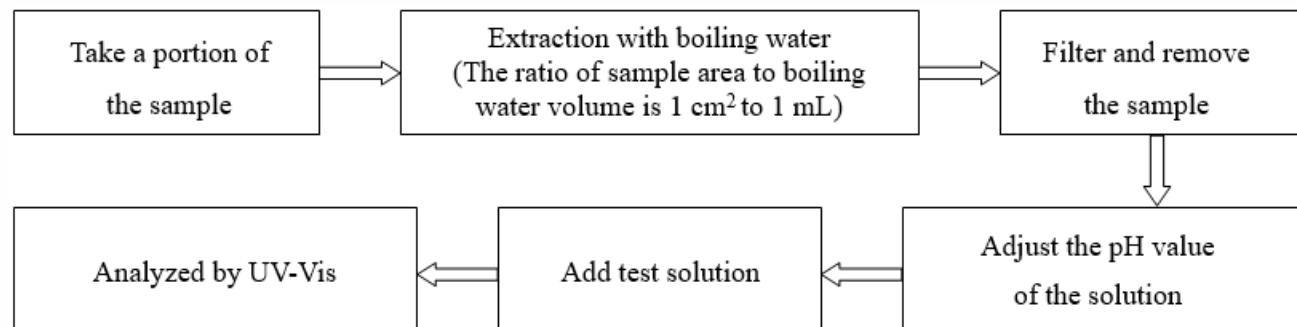 Take a portion of
the sample
Extraction with boiling water
(The ratio of sample area to boiling
water volume is 1 cm² to 1 mL)
Filter and remove
the sample
Adjust the pH value
of the solution
Add test solution
Analyzed by UV-Vis